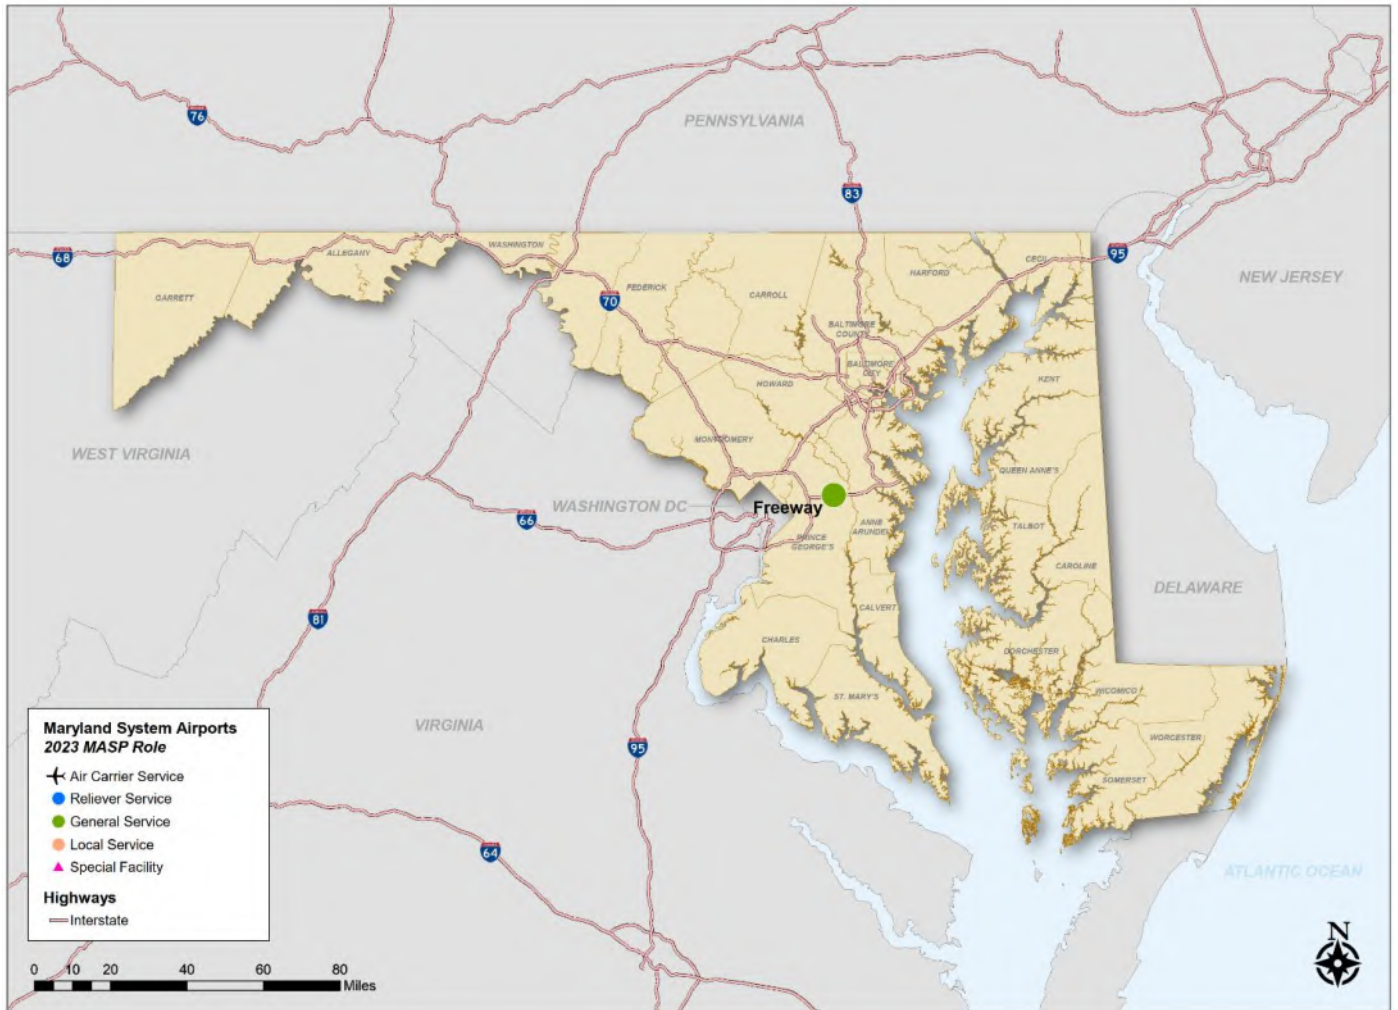 76
PENNSYLVANIA
83
68
ALLEGANY
WASHINGTON
95
CECIL
HARFORD
NEW JERSEY
GARRETT
70
FEDERICK
CARROLL
BALTIMORE
COUNTY
BALTIMORE
CITY
HOWARD
KENT
MONTGOMERY
WEST VIRGINIA
QUEEN ANNE'S
WASHINGTON DC
Freeway
66
ANNE
ARUNDEL
TALBOT
PRINCE
GEORGE'S
CAROLINE
DELAWARE
81
CALVERT
CHARLES
DORCHESTER
ST. MARY'S
WICOMICO
VIRGINIA
95
WORCESTER
SOMERSET
64
ATLANTIC OCEAN
Maryland System Airports
2023 MASP Role
Air Carrier Service
Reliever Service
General Service
Local Service
Special Facility
Highways
Interstate
N
0 10 20 40 60 80
Miles